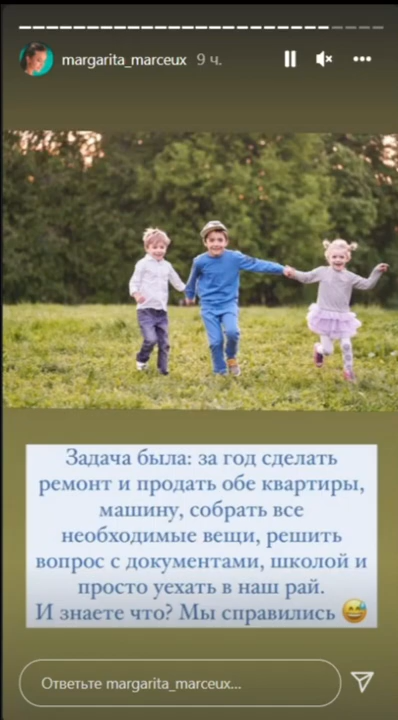 margarita_marceux 9 ч.
Задача была: за год сделать
ремонт и продать обе квартиры,
машину, собрать все
необходимые вещи, решить
вопрос с документами, школой и
просто уехать в наш рай.
И знаете что? Мы справились 😅
Ответьте margarita_marceux...